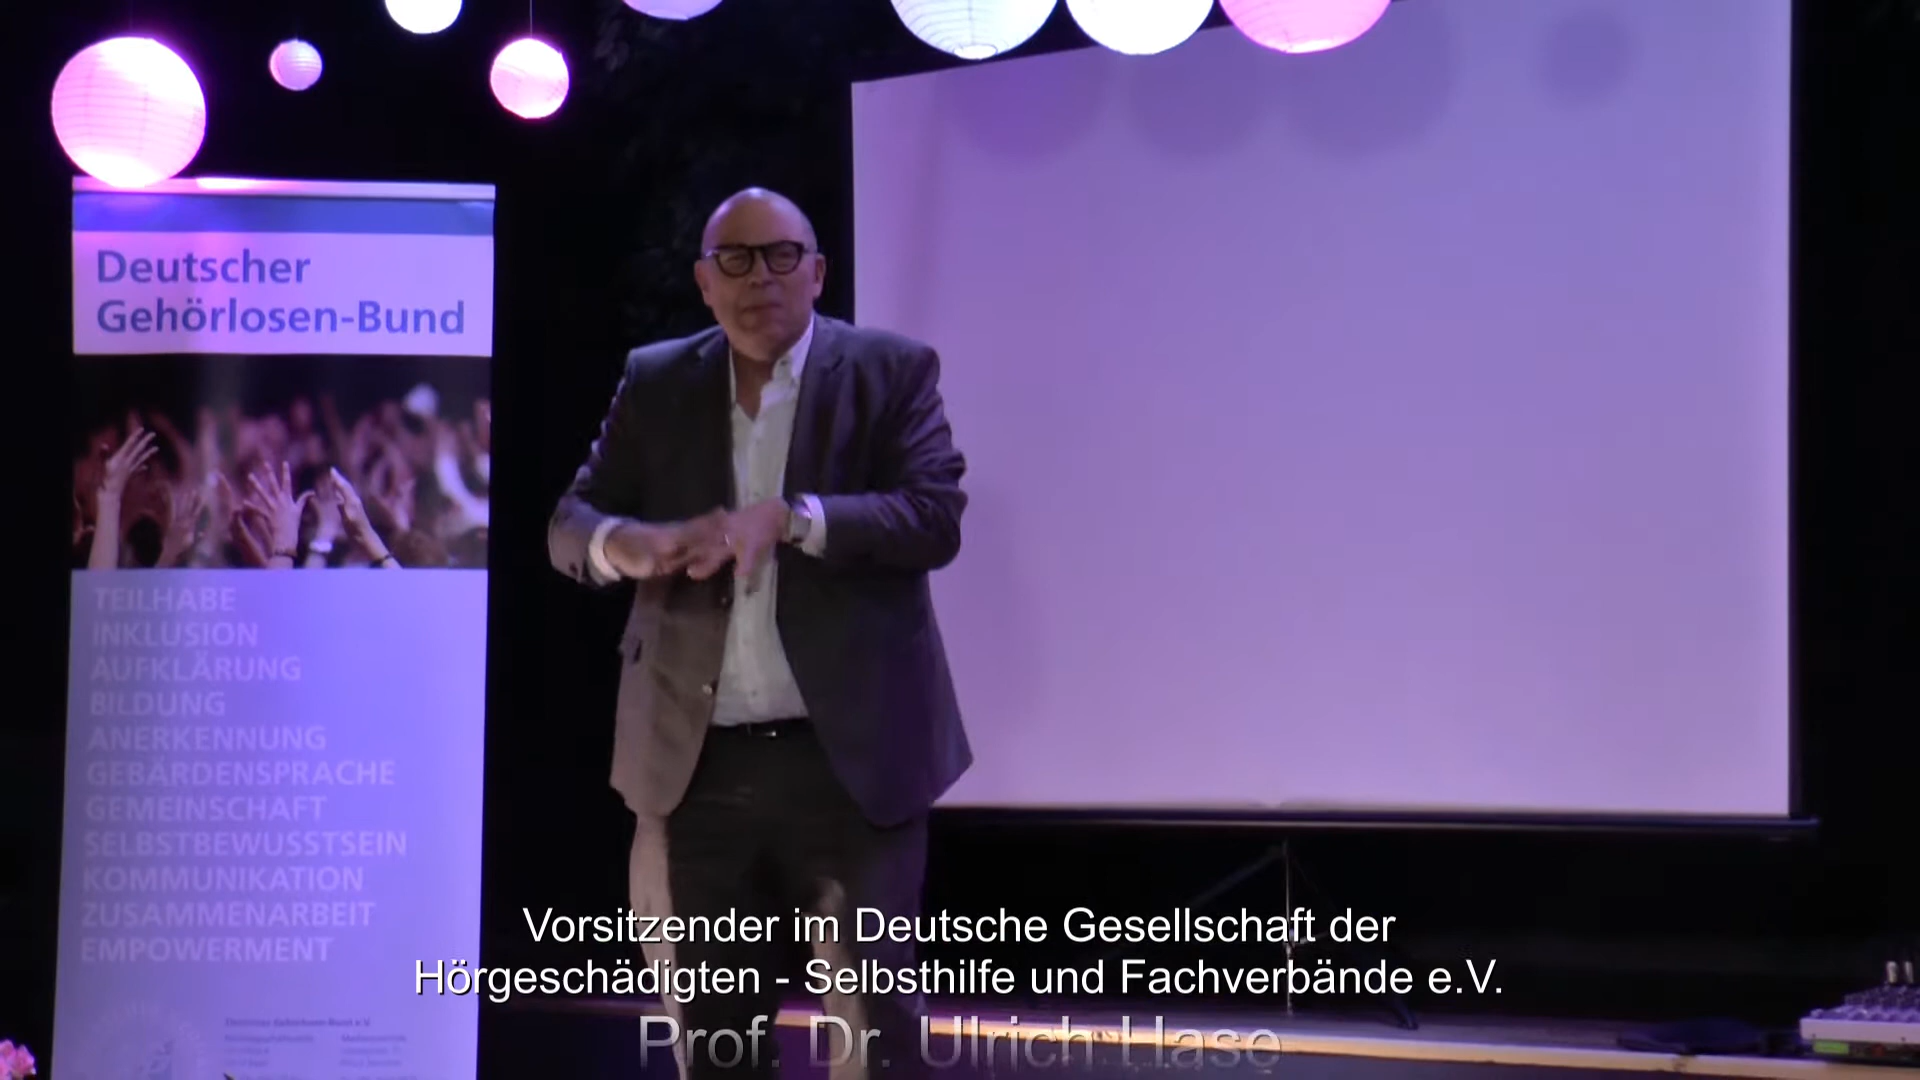 Deutscher
Gehörlosen-Bund
TEILHABE
INKLUSION
AUFKLÄRUNG
BILDUNG
ANERKENNUNG
GEBÄRDENSPRACHE
GEMEINSCHAFT
SELBSTBEWUSSTSEIN
KOMMUNIKATION
ZUSAMMENARBEIT
EMPOWERMENT
Vorsitzender im Deutsche Gesellschaft der
Hörgeschädigten - Selbsthilfe und Fachverbände e.V.
Prof. Dr. Ulrich Hase